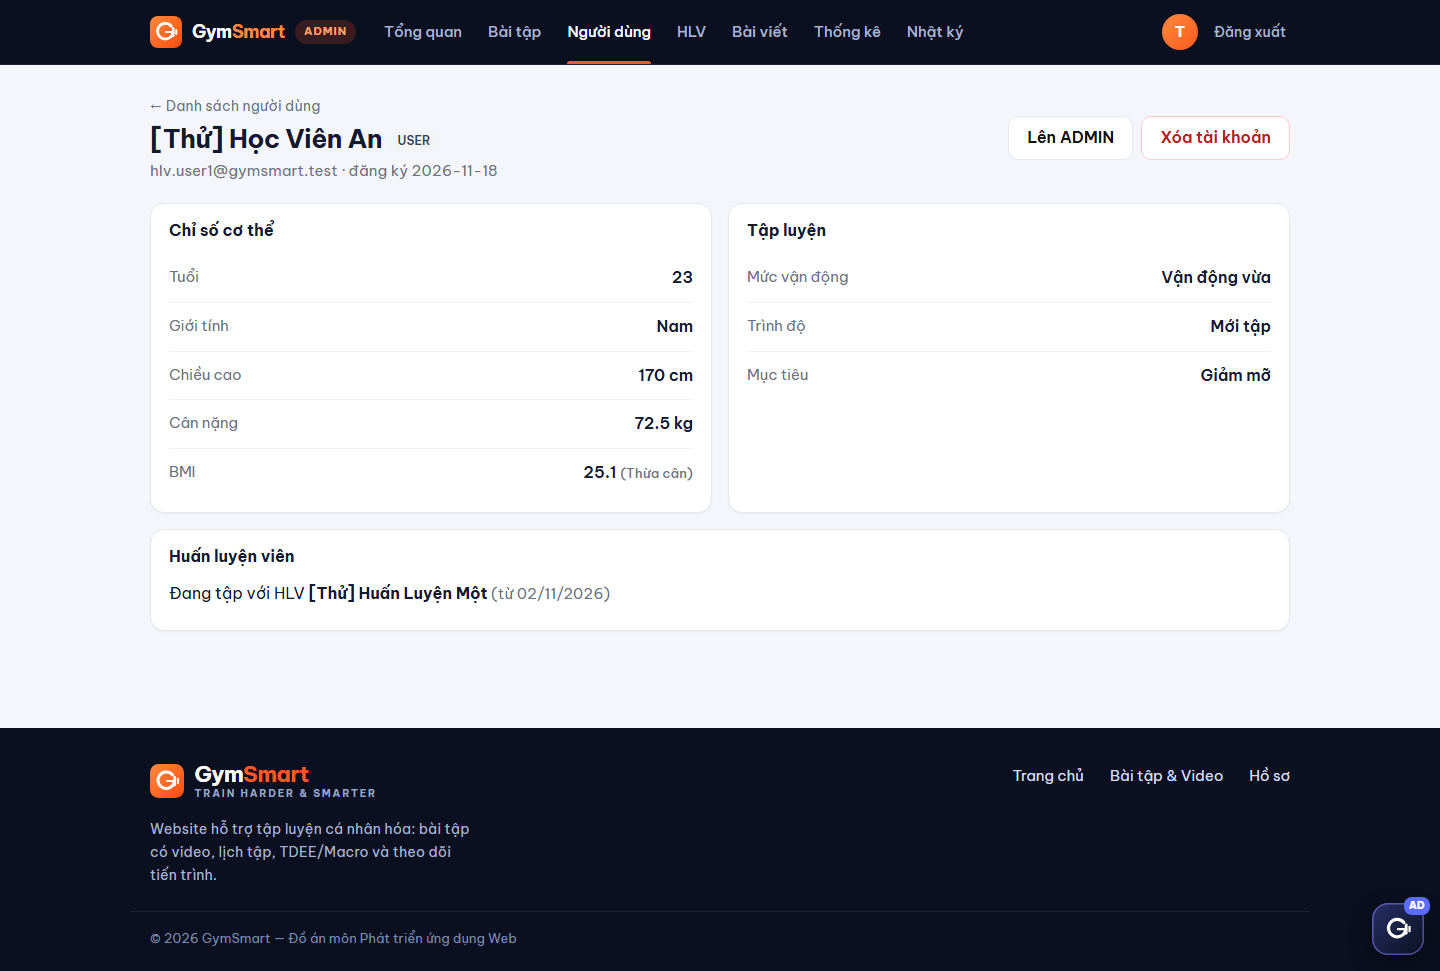 GymSmart ADMIN Tổng quan Bài tập Người dùng HLV Bài viết Thống kê Nhật ký T Đăng xuất
← Danh sách người dùng
[Thử] Học Viên An USER
hlv.user1@gymsmart.test · đăng ký 2026-11-18
Lên ADMIN Xóa tài khoản
Chỉ số cơ thể
Tuổi 23
Giới tính Nam
Chiều cao 170 cm
Cân nặng 72.5 kg
BMI 25.1 (Thừa cân)
Tập luyện
Mức vận động Vận động vừa
Trình độ Mới tập
Mục tiêu Giảm mỡ
Huấn luyện viên
Đang tập với HLV [Thử] Huấn Luyện Một (từ 02/11/2026)
GymSmart
TRAIN HARDER & SMARTER
Website hỗ trợ tập luyện cá nhân hóa: bài tập
có video, lịch tập, TDEE/Macro và theo dõi
tiến trình.
Trang chủ Bài tập & Video Hồ sơ
© 2026 GymSmart — Đồ án môn Phát triển ứng dụng Web
AD